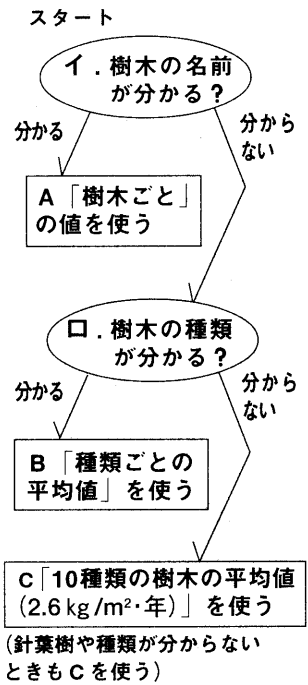 スタート
イ.樹木の名前
が分かる?
分かる
分から
ない
A「樹木ごと」
の値を使う
ロ.樹木の種類
が分かる?
分かる
分から
ない
B「種類ごとの
平均値」を使う
C「10種類の樹木の平均値
(2.6kg/m²・年)」を使う
(針葉樹や種類が分からない
ときもCを使う)